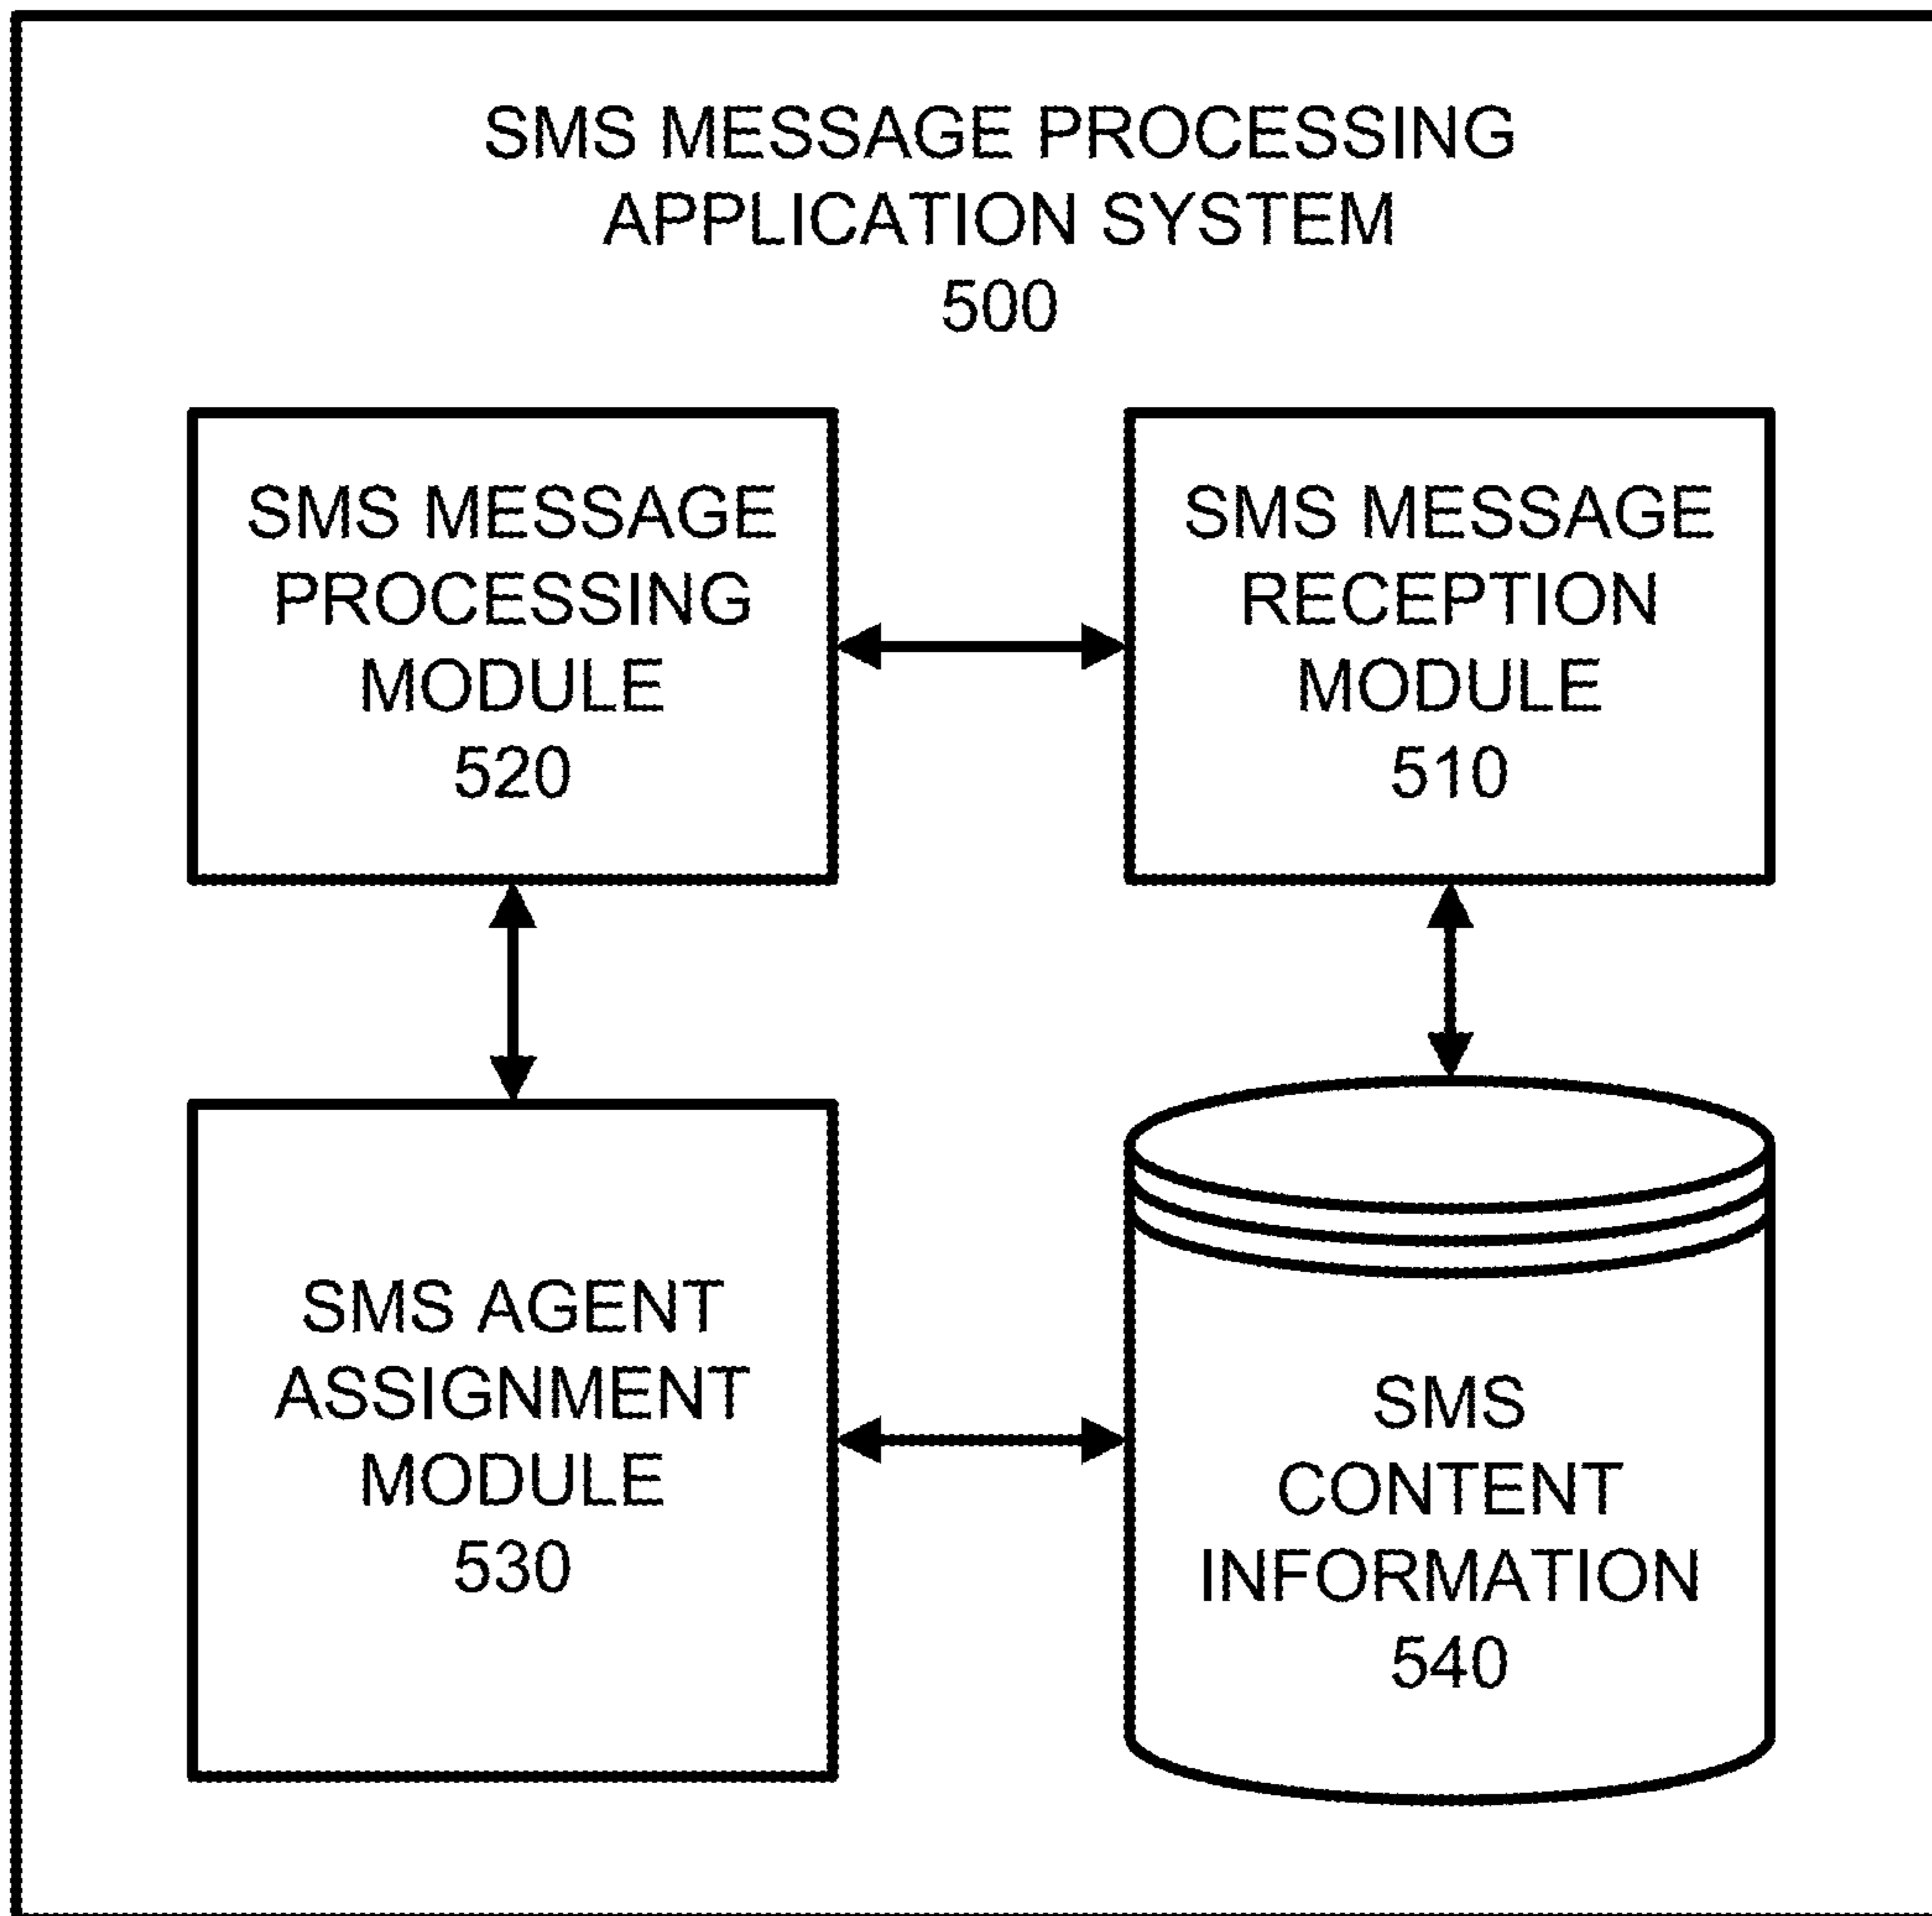 SMS MESSAGE PROCESSING
APPLICATION SYSTEM
500
SMS MESSAGE
PROCESSING
MODULE
520
SMS MESSAGE
RECEPTION
MODULE
510
SMS AGENT
ASSIGNMENT
MODULE
530
SMS
CONTENT
INFORMATION
540